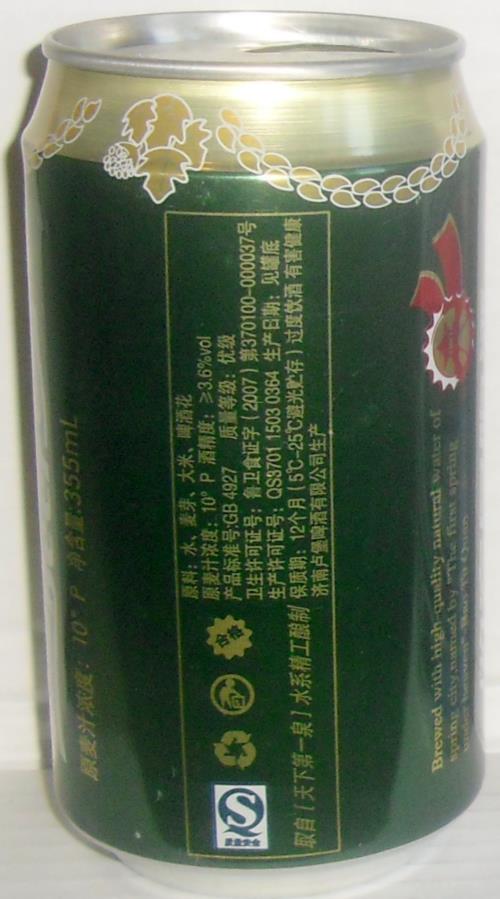 原麦汁浓度：10°P 净含量:355mL
原料：水、麦芽、大米、啤酒花
原麦汁浓度：10°P 酒精度：≥3.6%vol
产品标准号:GB 4927 质量等级：优级
卫生许可证号：鲁卫食证字（2007）第370100-000037号
生产许可证号：QS3701 1503 0364 生产日期：见罐底
保质期：12个月（5℃-25℃避光贮存）过度饮酒 有害健康
济南卢堡啤酒有限公司生产
合格
质量安全
取自［天下第一泉］水系精工酿制
Brewed with high-quality natural water of
spring city,named by "The first spring
under heaven" Bao Tu Quan